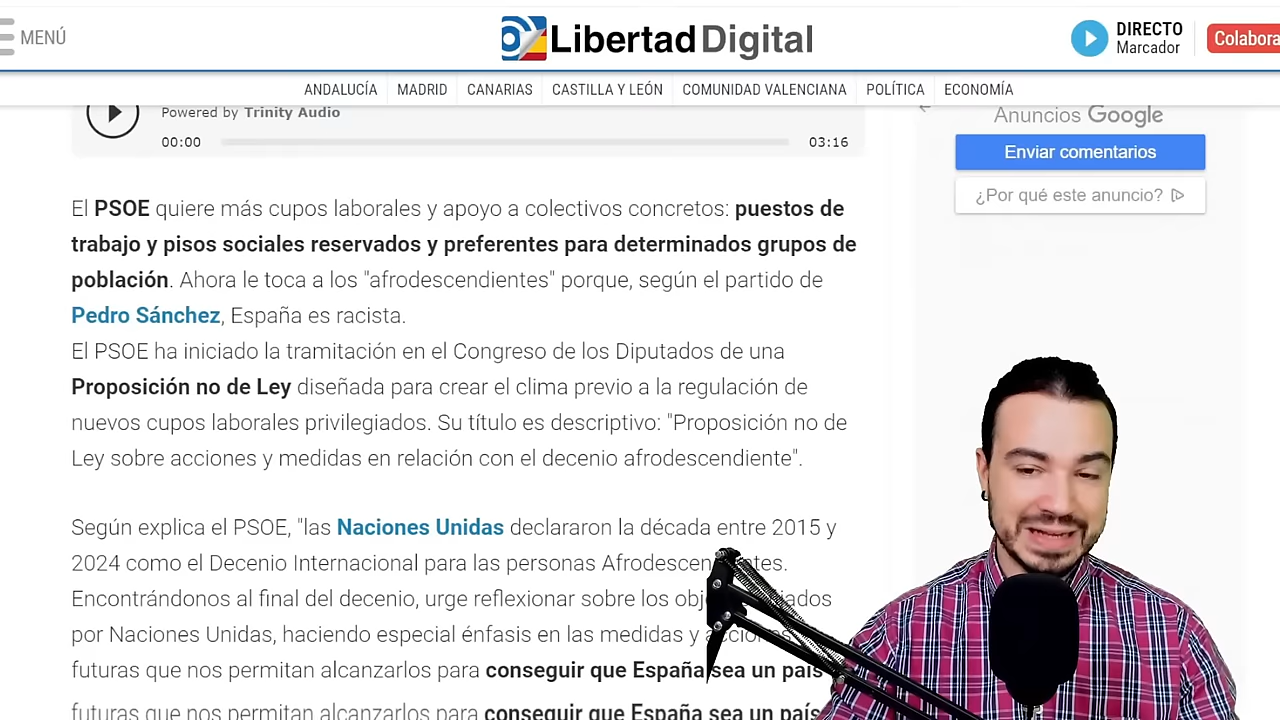 MENÚ
Libertad Digital
DIRECTO
Marcador
Colabora
ANDALUCÍA
MADRID
CANARIAS
CASTILLA Y LEÓN
COMUNIDAD VALENCIANA
POLÍTICA
ECONOMÍA
Powered by Trinity Audio
00:00
03:16
Anuncios Google
Enviar comentarios
¿Por qué este anuncio?
El PSOE quiere más cupos laborales y apoyo a colectivos concretos: puestos de
trabajo y pisos sociales reservados y preferentes para determinados grupos de
población. Ahora le toca a los "afrodescendientes" porque, según el partido de
Pedro Sánchez, España es racista.
El PSOE ha iniciado la tramitación en el Congreso de los Diputados de una
Proposición no de Ley diseñada para crear el clima previo a la regulación de
nuevos cupos laborales privilegiados. Su título es descriptivo: "Proposición no de
Ley sobre acciones y medidas en relación con el decenio afrodescendiente".
Según explica el PSOE, "las Naciones Unidas declararon la década entre 2015 y
2024 como el Decenio Internacional para las personas Afrodescendientes.
Encontrándonos al final del decenio, urge reflexionar sobre los
por Naciones Unidas, haciendo especial énfasis en las medidas y acciones
futuras que nos permitan alcanzarlos para conseguir que España sea un país
futuras que nos permitan alcanzarlos para conseguir que España sea un país